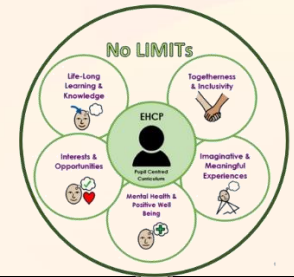 No LIMITs
Life-Long
Learning &
Knowledge
Togetherness
& Inclusivity
EHCP
Pupil Centred
Curriculum
Interests &
Opportunities
Imaginative &
Meaningful
Experiences
Mental Health &
Positive Well
Being